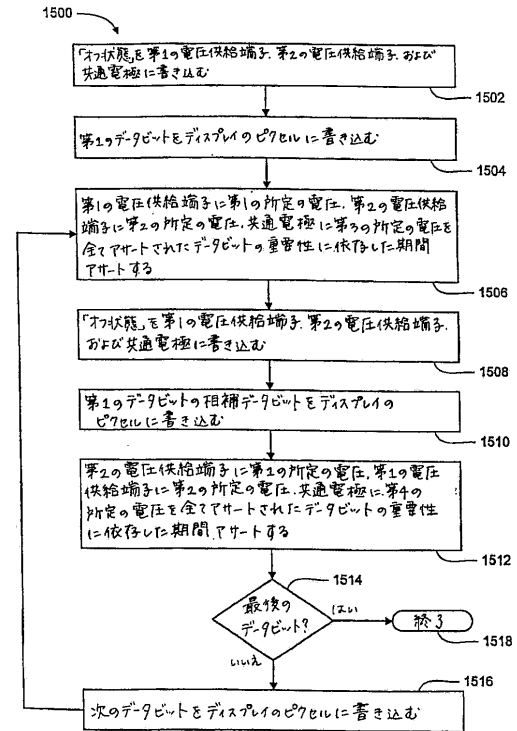 1500
「オフ状態」を第1の電圧供給端子、第2の電圧供給端子、および
共通電極に書き込む
1502
第1のデータビットをディスプレイのピクセルに書き込む
1504
第1の電圧供給端子に第1の所定の電圧、第2の電圧供給
端子に第2の所定の電圧、共通電極に第3の所定の電圧を
全てアサートされたデータビットの重要性に依存した期間
アサートする
1506
「オフ状態」を第1の電圧供給端子、第2の電圧供給端子、
および共通電極に書き込む
1508
第1のデータビットの相補データビットをディスプレイの
ピクセルに書き込む
1510
第2の電圧供給端子に第1の所定の電圧、第1の電圧
供給端子に第2の所定の電圧、共通電極に第4の
所定の電圧を全てアサートされたデータビットの重要性
に依存した期間アサートする
1512
1514
最後の
データビット?
はい
終了
1518
いいえ
1516
次のデータビットをディスプレイのピクセルに書き込む